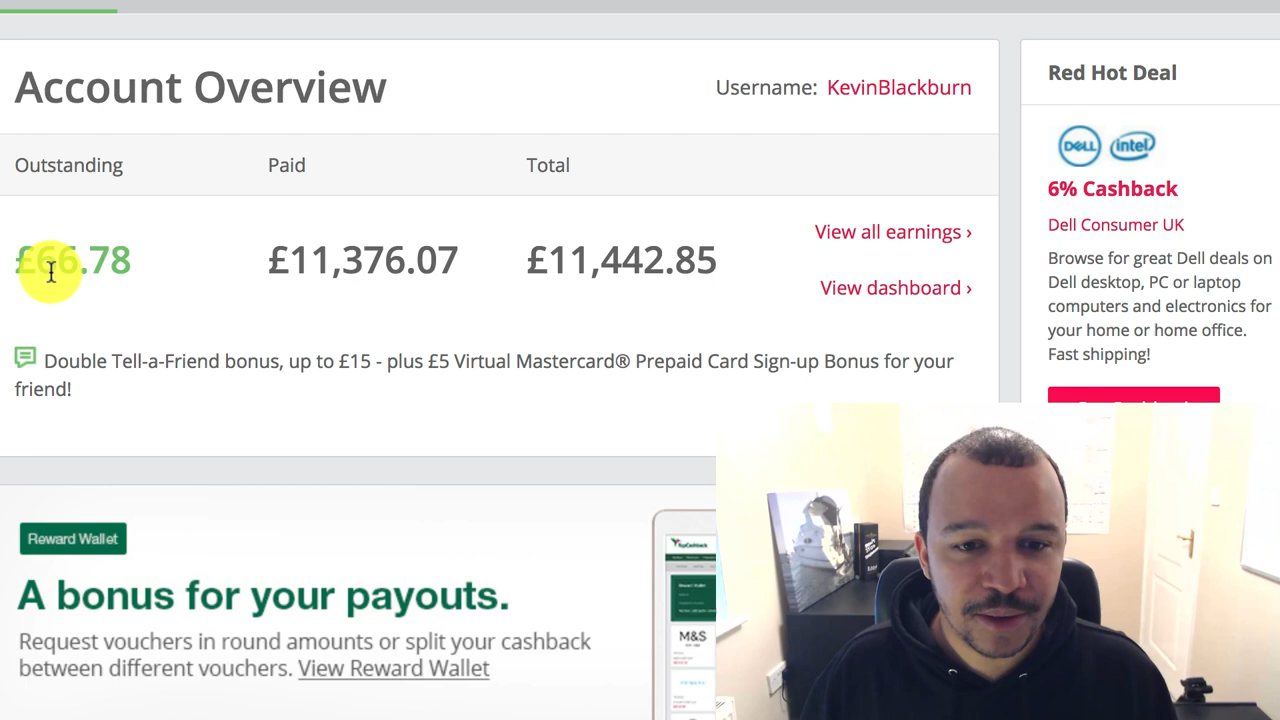 Account Overview
Username: KevinBlackburn
Outstanding Paid Total
£66.78 £11,376.07 £11,442.85
View all earnings ›
View dashboard ›
Double Tell-a-Friend bonus, up to £15 - plus £5 Virtual Mastercard® Prepaid Card Sign-up Bonus for your
friend!
Red Hot Deal
DELL intel
6% Cashback
Dell Consumer UK
Browse for great Dell deals on
Dell desktop, PC or laptop
computers and electronics for
your home or home office.
Fast shipping!
Reward Wallet
A bonus for your payouts.
Request vouchers in round amounts or split your cashback
between different vouchers. View Reward Wallet
TopCashback
M&S